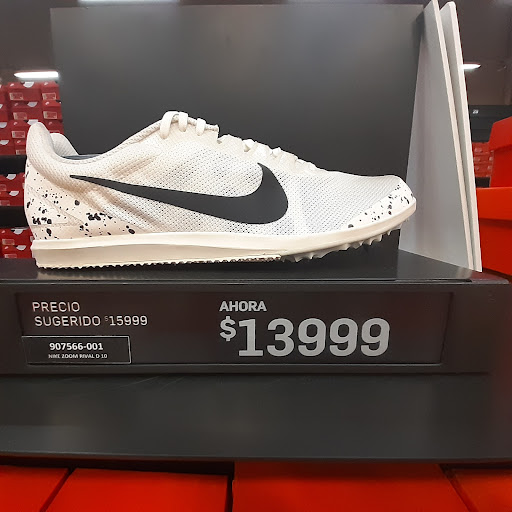 PRECIO
SUGERIDO $15999
907566-001
NIKE ZOOM RIVAL D 10
AHORA
$13999